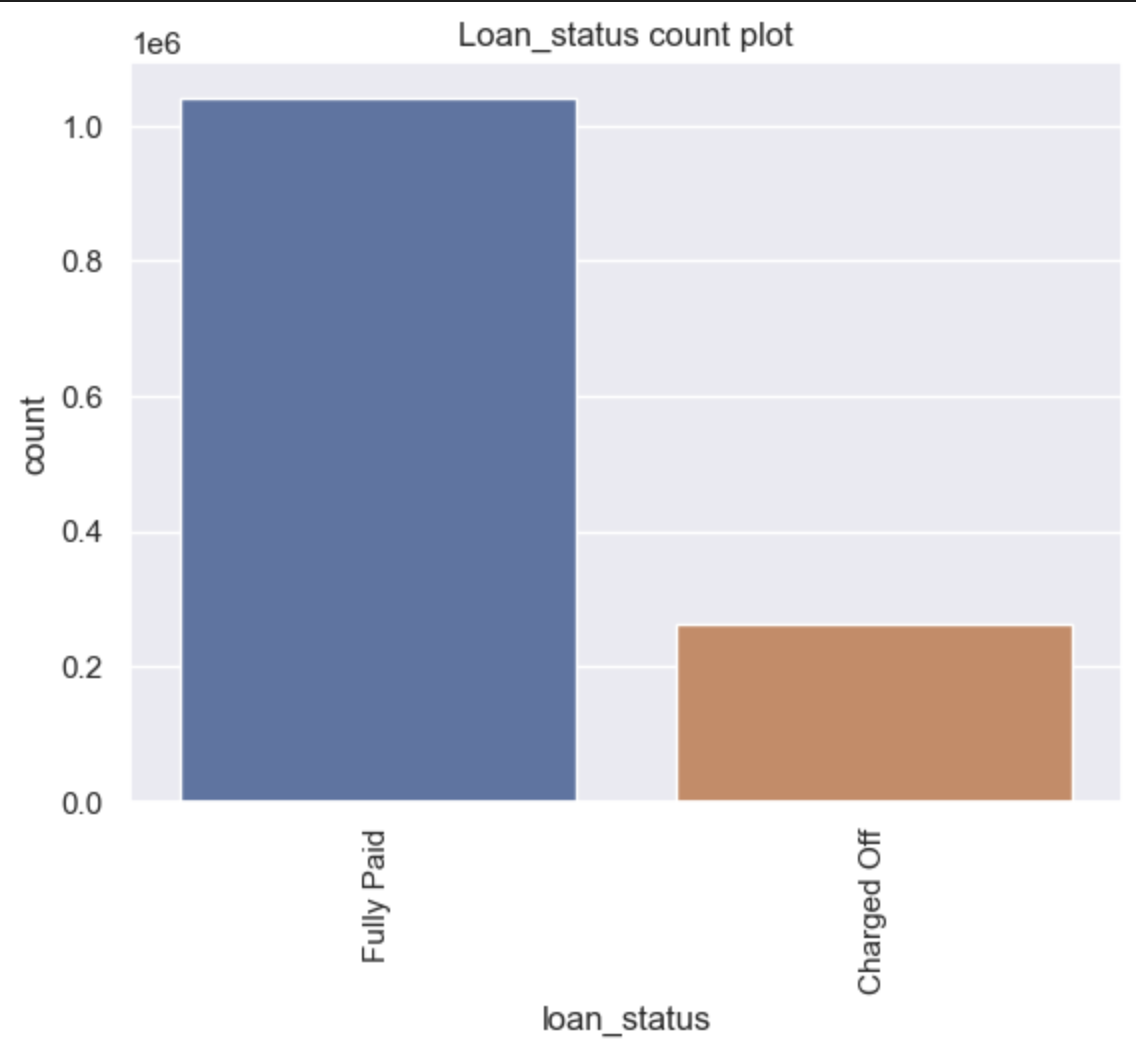 Loan_status count plot
1e6
1.0
0.8
0.6
0.4
0.2
0.0
count
Fully Paid
Charged Off
loan_status